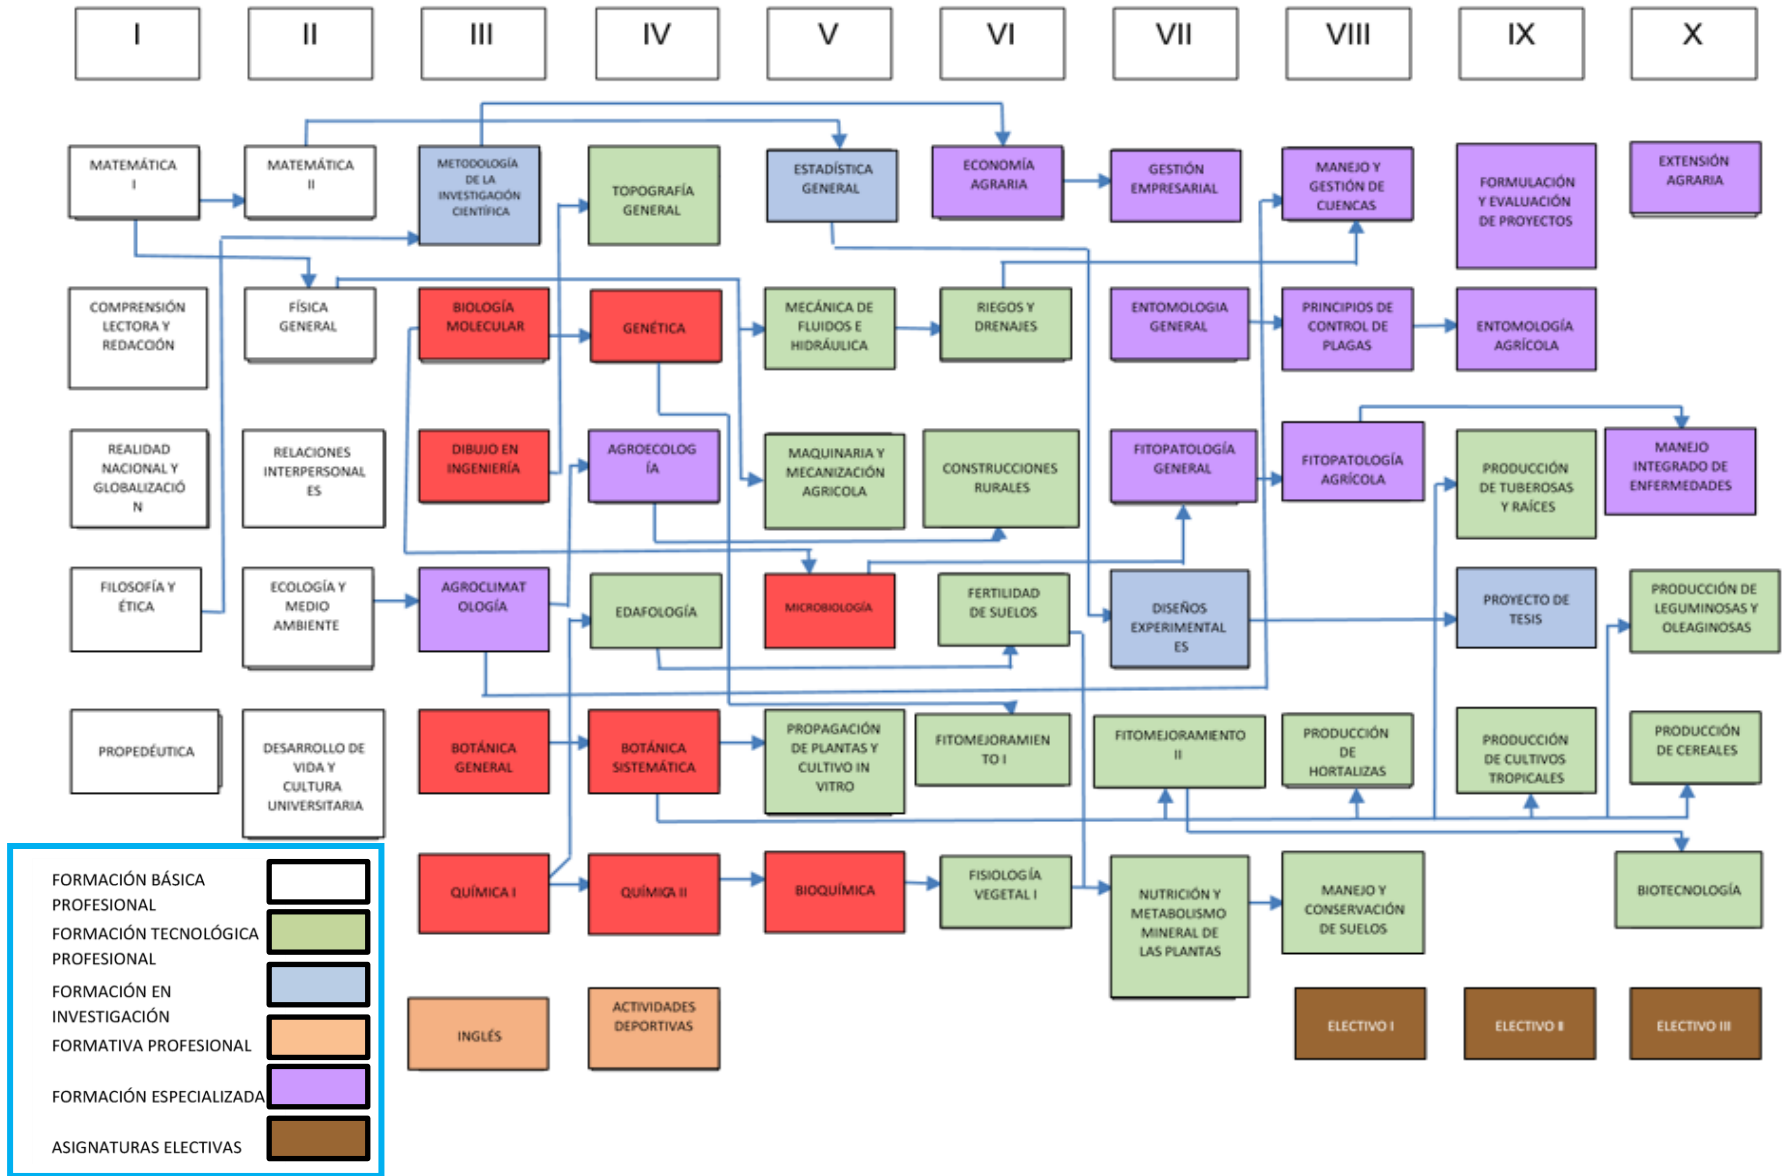 I
II
III
IV
V
VI
VII
VIII
IX
X
MATEMÁTICA
I
MATEMÁTICA
II
METODOLOGÍA
DE LA
INVESTIGACIÓN
CIENTÍFICA
TOPOGRAFÍA
GENERAL
ESTADÍSTICA
GENERAL
ECONOMÍA
AGRARIA
GESTIÓN
EMPRESARIAL
MANEJO Y
GESTIÓN DE
CUENCAS
FORMULACIÓN
Y EVALUACIÓN
DE PROYECTOS
EXTENSIÓN
AGRARIA
COMPRENSIÓN
LECTORA Y
REDACCIÓN
FÍSICA
GENERAL
BIOLOGÍA
MOLECULAR
GENÉTICA
MECÁNICA DE
FLUIDOS E
HIDRÁULICA
RIEGOS Y
DRENAJES
ENTOMOLOGIA
GENERAL
PRINCIPIOS DE
CONTROL DE
PLAGAS
ENTOMOLOGÍA
AGRÍCOLA
REALIDAD
NACIONAL Y
GLOBALIZACIÓ
N
RELACIONES
INTERPERSONAL
ES
DIBUJO EN
INGENIERÍA
AGROECOLOG
ÍA
MAQUINARIA Y
MECANIZACIÓN
AGRICOLA
CONSTRUCCIONES
RURALES
FITOPATOLOGÍA
GENERAL
FITOPATOLOGÍA
AGRÍCOLA
PRODUCCIÓN
DE TUBEROSAS
Y RAÍCES
MANEJO
INTEGRADO DE
ENFERMEDADES
FILOSOFÍA Y
ÉTICA
ECOLOGÍA Y
MEDIO
AMBIENTE
AGROCLIMAT
OLOGÍA
EDAFOLOGÍA
MICROBIOLOGÍA
FERTILIDAD
DE SUELOS
DISEÑOS
EXPERIMENTAL
ES
PROYECTO DE
TESIS
PRODUCCIÓN DE
LEGUMINOSAS Y
OLEAGINOSAS
PROPEDÉUTICA
DESARROLLO DE
VIDA Y
CULTURA
UNIVERSITARIA
BOTÁNICA
GENERAL
BOTÁNICA
SISTEMÁTICA
PROPAGACIÓN
DE PLANTAS Y
CULTIVO IN
VITRO
FITOMEJORAMIEN
TO I
FITOMEJORAMIENTO
II
PRODUCCIÓN
DE
HORTALIZAS
PRODUCCIÓN
DE CULTIVOS
TROPICALES
PRODUCCIÓN
DE CEREALES
QUÍMICA I
QUÍMICA II
BIOQUÍMICA
FISIOLOGÍA
VEGETAL I
NUTRICIÓN Y
METABOLISMO
MINERAL DE
LAS PLANTAS
MANEJO Y
CONSERVACIÓN
DE SUELOS
BIOTECNOLOGÍA
INGLÉS
ACTIVIDADES
DEPORTIVAS
ELECTIVO I
ELECTIVO II
ELECTIVO III
FORMACIÓN BÁSICA
PROFESIONAL
FORMACIÓN TECNOLÓGICA
PROFESIONAL
FORMACIÓN EN
INVESTIGACIÓN
FORMATIVA PROFESIONAL
FORMACIÓN ESPECIALIZADA
ASIGNATURAS ELECTIVAS